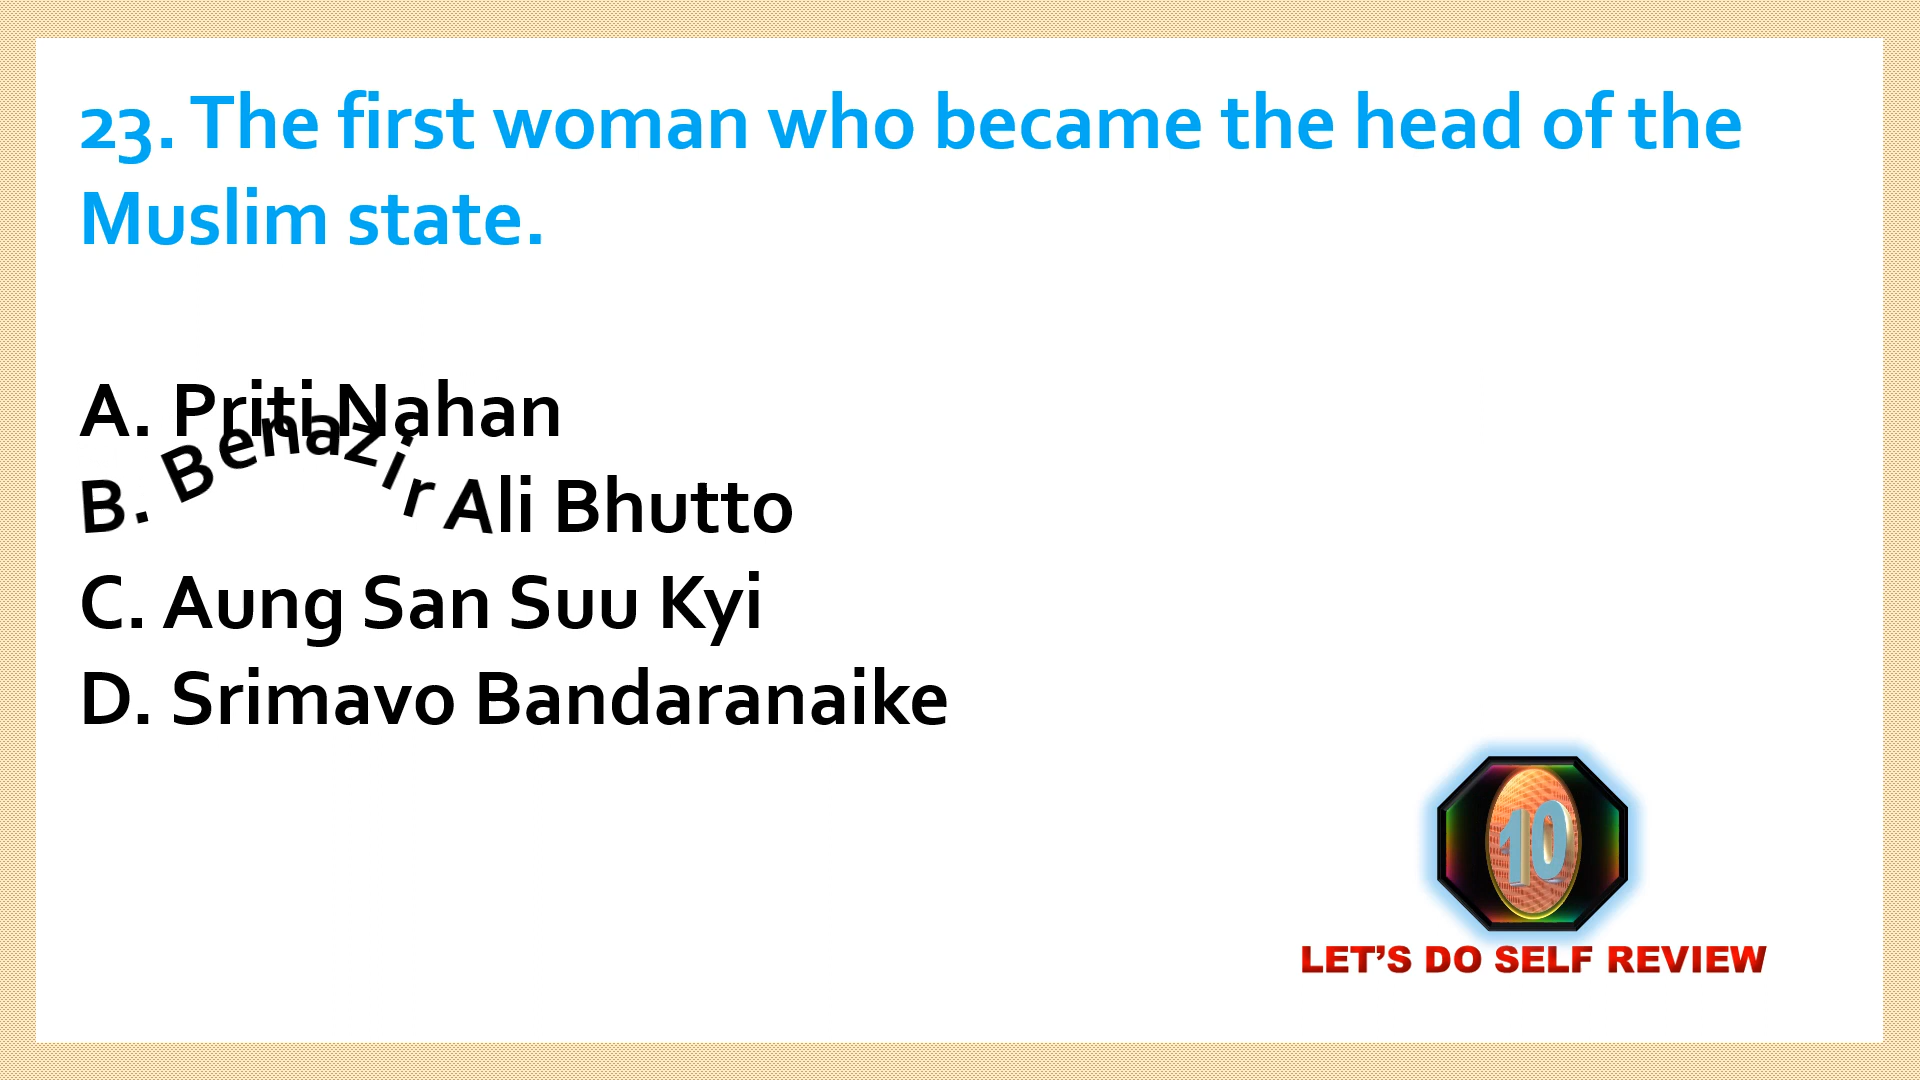 23. The first woman who became the head of the
Muslim state.
A. Priti Nahan
B. Benazir Ali Bhutto
C. Aung San Suu Kyi
D. Srimavo Bandaranaike
10
LET’S DO SELF REVIEW